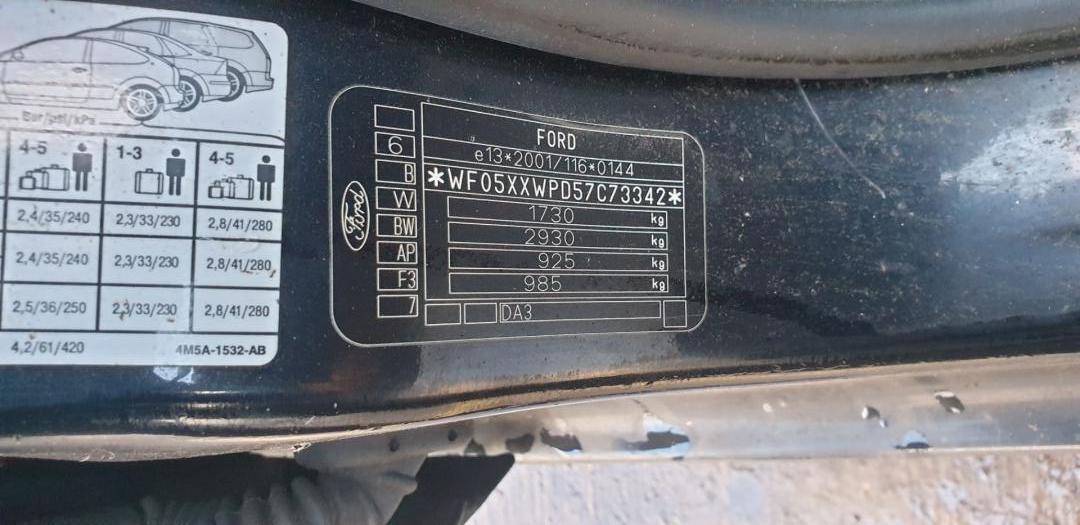 Bar/psi/kPa
4-5 1-3 4-5
2,4/35/240 2,3/33/230 2,8/41/280
2,4/35/240 2,3/33/230 2,8/41/280
2,5/36/250 2,3/33/230 2,8/41/280
4,2/61/420 4M5A-1532-AB
Ford
6
B
W
BW
AP
F3
7
FORD
e13*2001/116*0144
*WF05XXWPD57C73342*
1730 kg
2930 kg
925 kg
985 kg
DA3